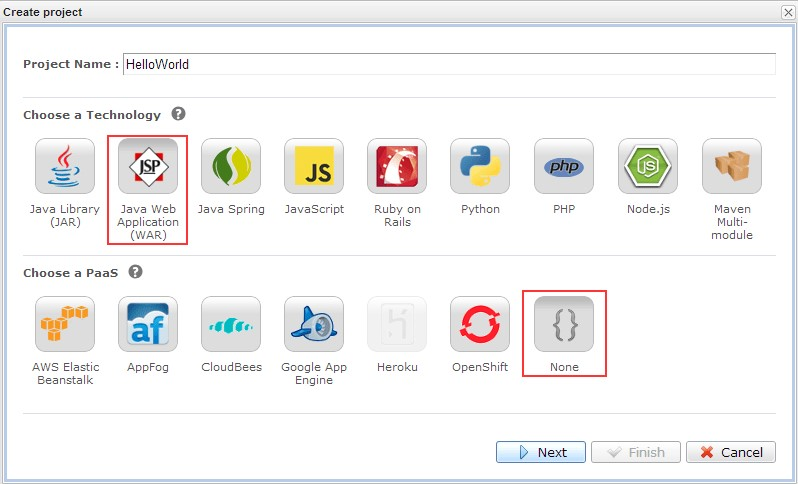 Create project
Project Name : HelloWorld
Choose a Technology ?
JSP
JS
php
JS
Java Library
(JAR)
Java Web
Application
(WAR)
Java Spring
JavaScript
Ruby on
Rails
Python
PHP
Node.js
Maven
Multi-
module
Choose a PaaS ?
af
{}
AWS Elastic
Beanstalk
AppFog
CloudBees
Google App
Engine
Heroku
OpenShift
None
Next
Finish
Cancel